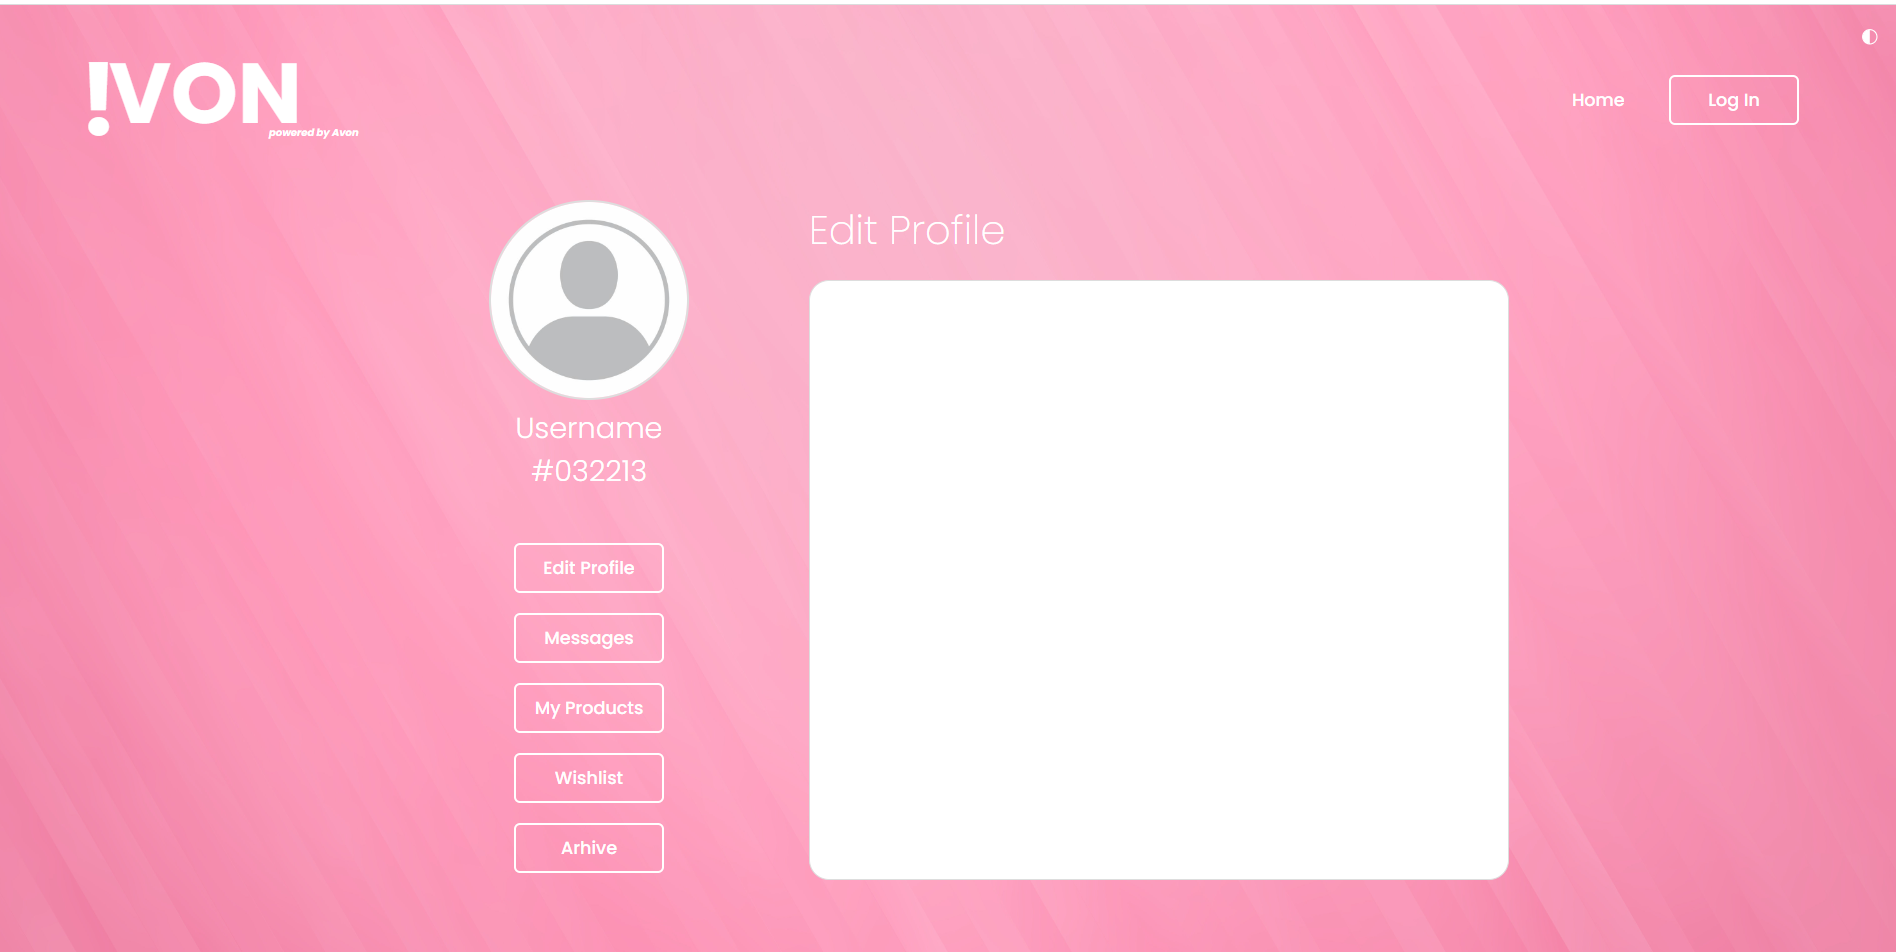 !VON
powered by Avon
Home
Log In
Edit Profile
Username
#032213
Edit Profile
Messages
My Products
Wishlist
Arhive